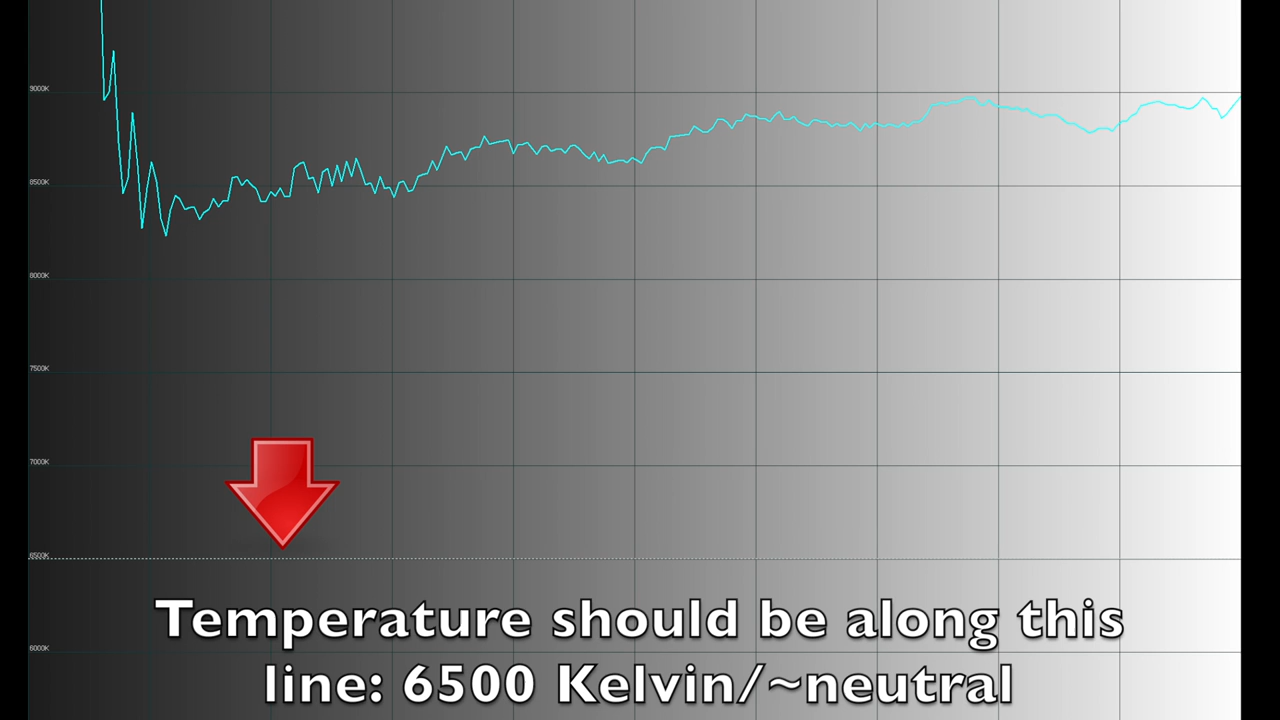 9000K
8500K
8000K
7500K
7000K
6500K
Temperature should be along this
6000K
line: 6500 Kelvin/~neutral